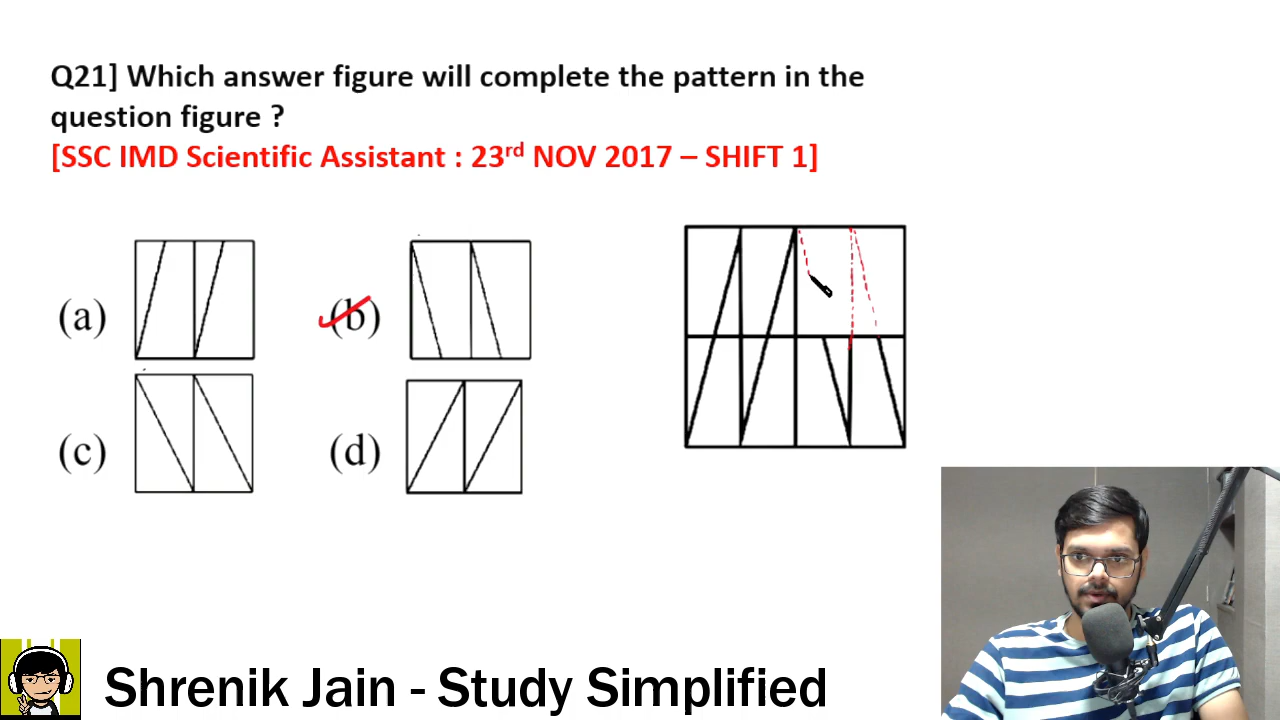 Q21] Which answer figure will complete the pattern in the
question figure ?
[SSC IMD Scientific Assistant : 23rd NOV 2017 – SHIFT 1]
(a)
(b)
(c)
(d)
Shrenik Jain - Study Simplified